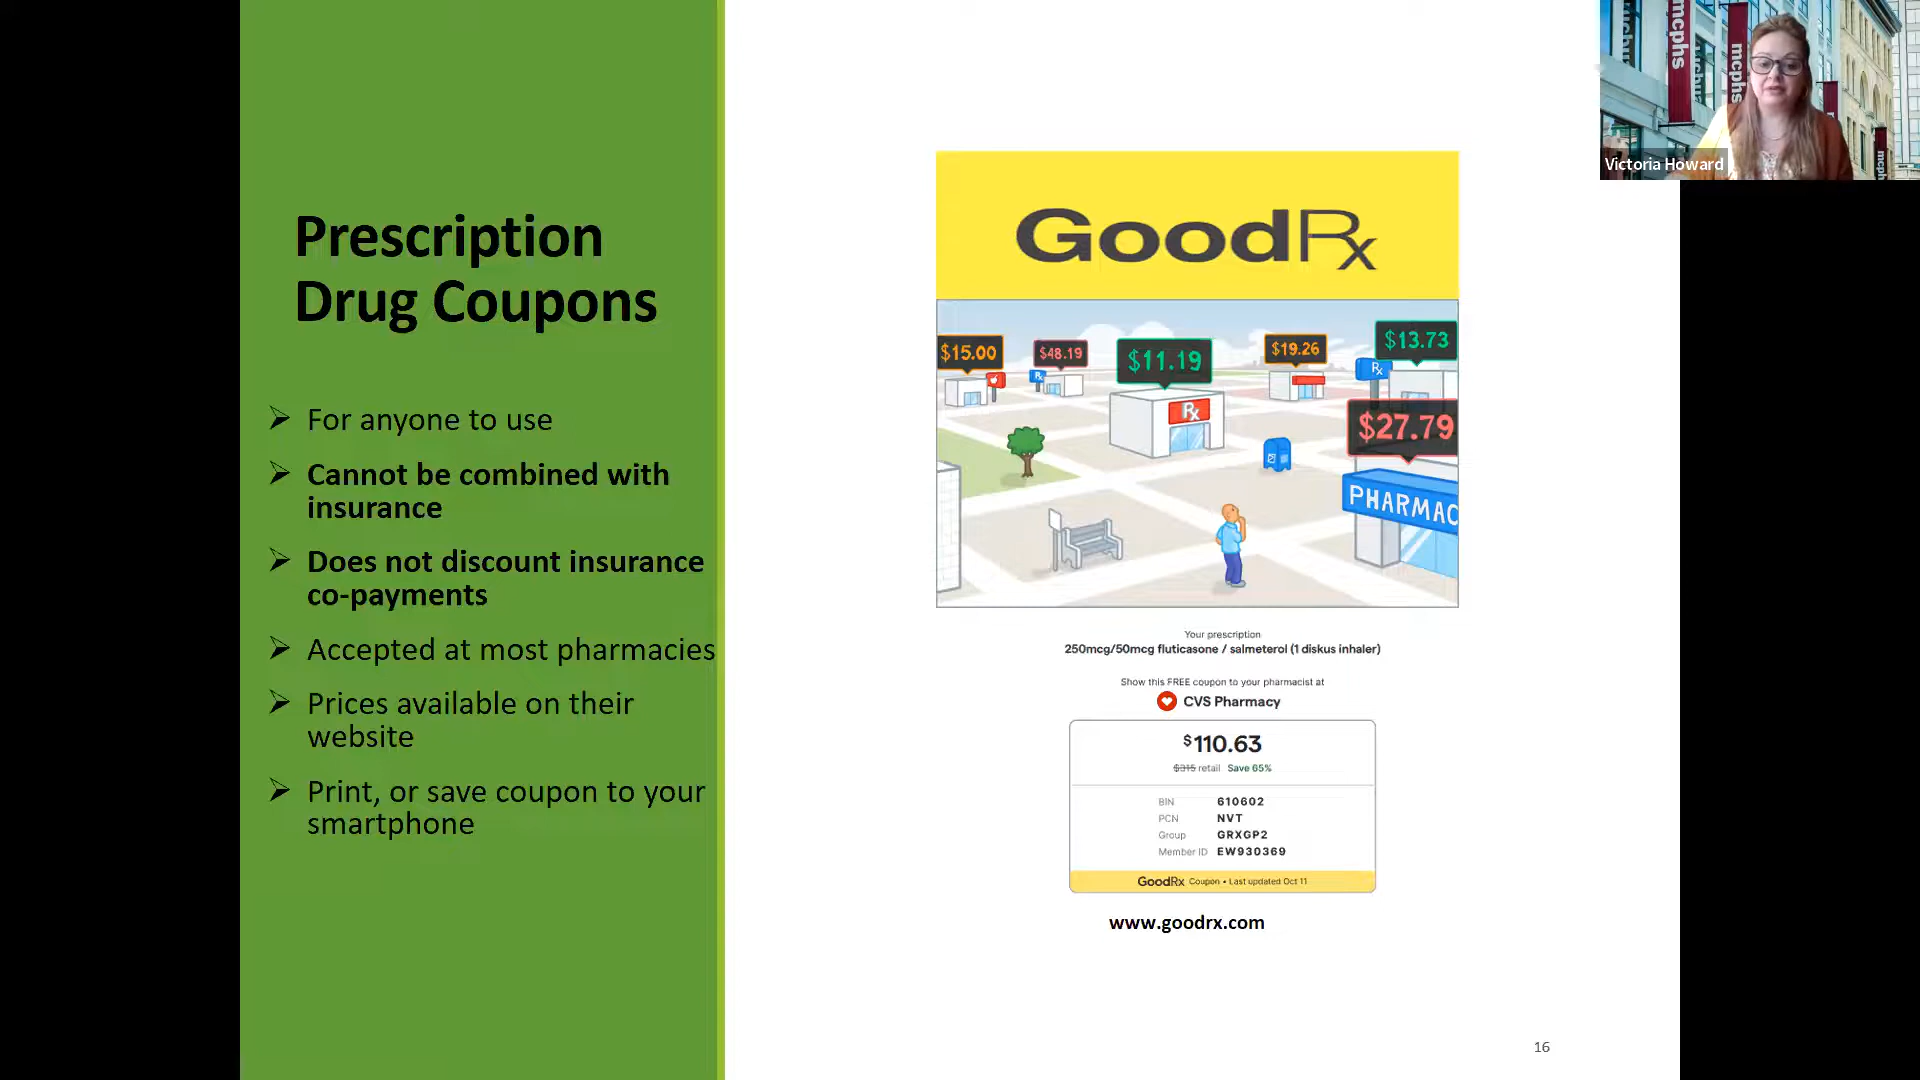 Prescription
Drug Coupons
For anyone to use
Cannot be combined with
insurance
Does not discount insurance
co-payments
Accepted at most pharmacies
Prices available on their
website
Print, or save coupon to your
smartphone
GoodRx
$15.00
$48.19
$11.19
$19.26
$13.73
Rx
Rx
Rx
$27.79
PHARMAC
Your prescription
250mcg/50mcg fluticasone / salmeterol (1 diskus inhaler)
Show this FREE coupon to your pharmacist at
CVS Pharmacy
$110.63
$315 retail Save 65%
BIN 610602
PCN NVT
Group GRXGP2
Member ID EW930369
GoodRx Coupon • Last updated Oct 11
www.goodrx.com
16
mcphs
mcphs
mcph
Victoria Howard